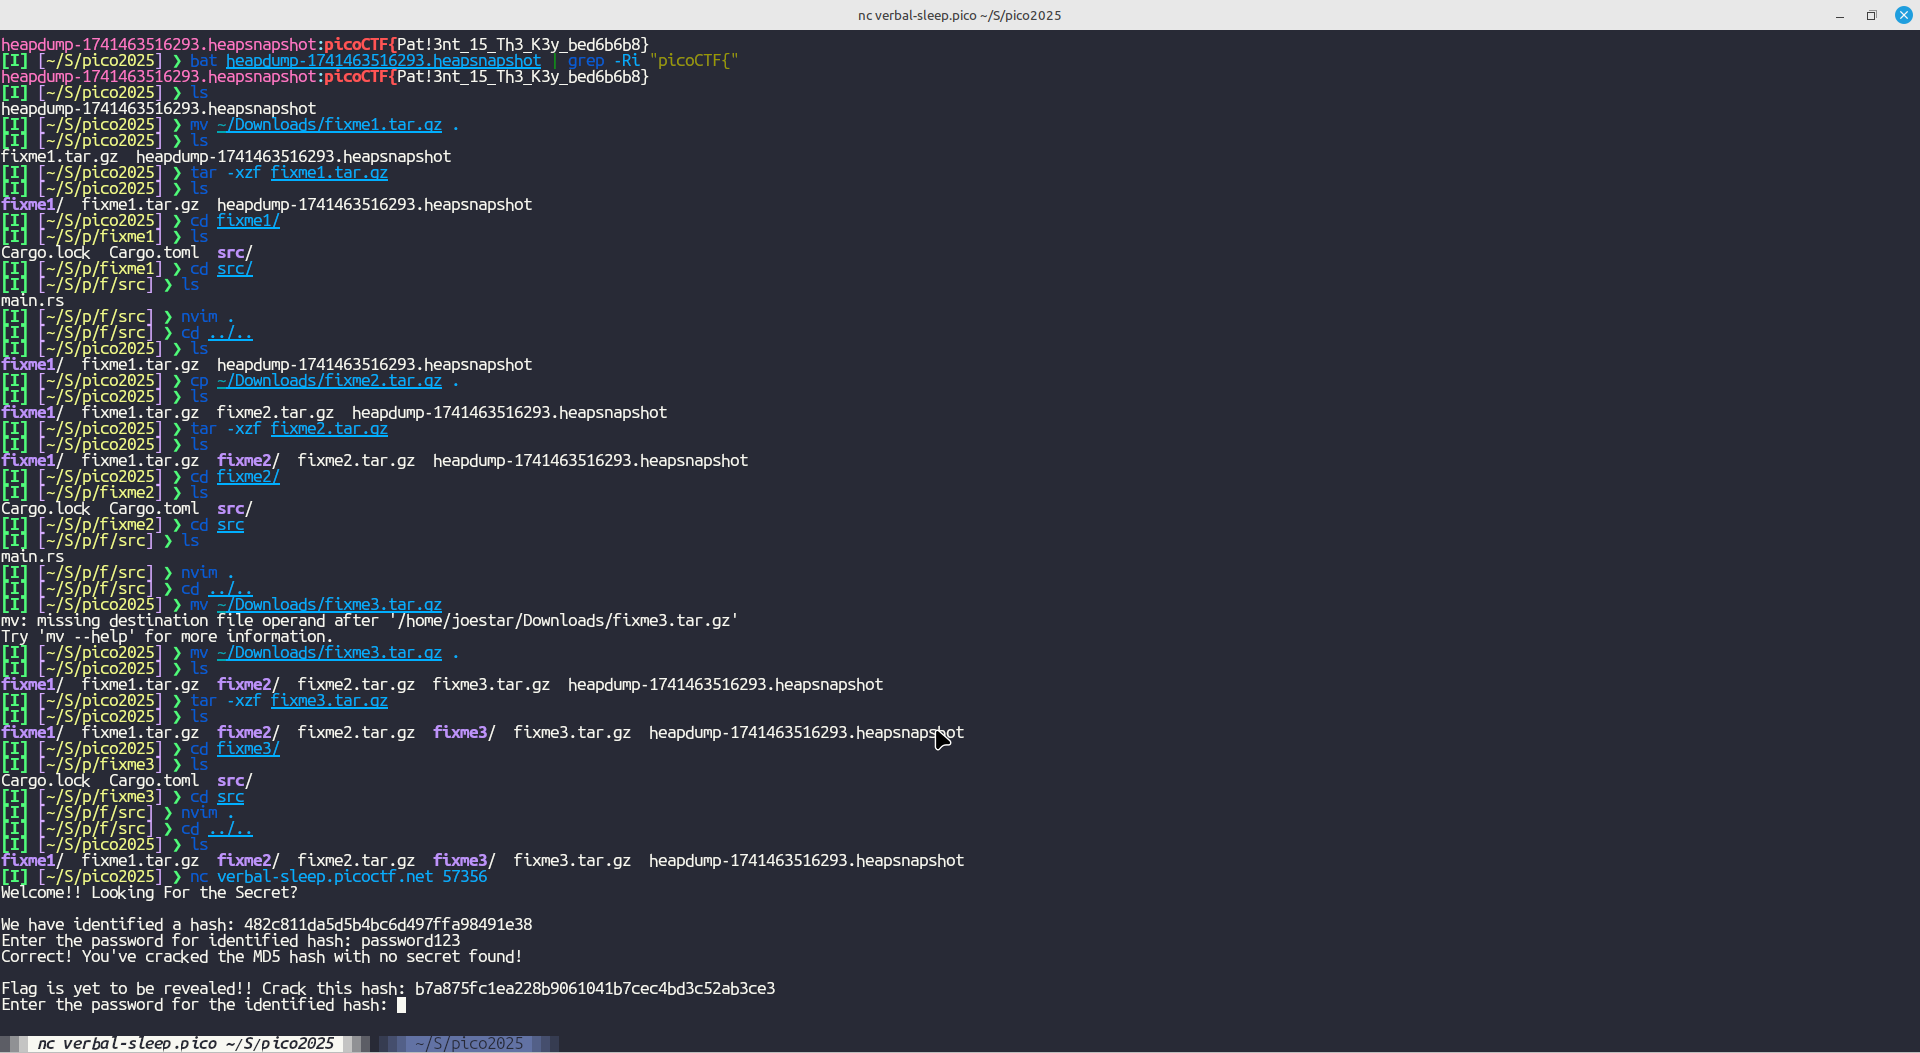 nc verbal-sleep.pico ~/S/pico2025
heapdump-1741463516293.heapsnapshot:picoCTF{Pat!3nt_15_Th3_K3y_bed6b6b8}
[I] [~/S/pico2025] ❯ bat heapdump-1741463516293.heapsnapshot | grep -Ri "picoCTF{"
heapdump-1741463516293.heapsnapshot:picoCTF{Pat!3nt_15_Th3_K3y_bed6b6b8}
[I] [~/S/pico2025] ❯ ls
heapdump-1741463516293.heapsnapshot
[I] [~/S/pico2025] ❯ mv ~/Downloads/fixme1.tar.gz .
[I] [~/S/pico2025] ❯ ls
fixme1.tar.gz  heapdump-1741463516293.heapsnapshot
[I] [~/S/pico2025] ❯ tar -xzf fixme1.tar.gz
[I] [~/S/pico2025] ❯ ls
fixme1/  fixme1.tar.gz  heapdump-1741463516293.heapsnapshot
[I] [~/S/pico2025] ❯ cd fixme1/
[I] [~/S/p/fixme1] ❯ ls
Cargo.lock  Cargo.toml  src/
[I] [~/S/p/fixme1] ❯ cd src/
[I] [~/S/p/f/src] ❯ ls
main.rs
[I] [~/S/p/f/src] ❯ nvim .
[I] [~/S/p/f/src] ❯ cd ../..
[I] [~/S/pico2025] ❯ ls
fixme1/  fixme1.tar.gz  heapdump-1741463516293.heapsnapshot
[I] [~/S/pico2025] ❯ cp ~/Downloads/fixme2.tar.gz .
[I] [~/S/pico2025] ❯ ls
fixme1/  fixme1.tar.gz  fixme2.tar.gz  heapdump-1741463516293.heapsnapshot
[I] [~/S/pico2025] ❯ tar -xzf fixme2.tar.gz
[I] [~/S/pico2025] ❯ ls
fixme1/  fixme1.tar.gz  fixme2/  fixme2.tar.gz  heapdump-1741463516293.heapsnapshot
[I] [~/S/pico2025] ❯ cd fixme2/
[I] [~/S/p/fixme2] ❯ ls
Cargo.lock  Cargo.toml  src/
[I] [~/S/p/fixme2] ❯ cd src
[I] [~/S/p/f/src] ❯ ls
main.rs
[I] [~/S/p/f/src] ❯ nvim .
[I] [~/S/p/f/src] ❯ cd ../..
[I] [~/S/pico2025] ❯ mv ~/Downloads/fixme3.tar.gz
mv: missing destination file operand after '/home/joestar/Downloads/fixme3.tar.gz'
Try 'mv --help' for more information.
[I] [~/S/pico2025] ❯ mv ~/Downloads/fixme3.tar.gz .
[I] [~/S/pico2025] ❯ ls
fixme1/  fixme1.tar.gz  fixme2/  fixme2.tar.gz  fixme3.tar.gz  heapdump-1741463516293.heapsnapshot
[I] [~/S/pico2025] ❯ tar -xzf fixme3.tar.gz
[I] [~/S/pico2025] ❯ ls
fixme1/  fixme1.tar.gz  fixme2/  fixme2.tar.gz  fixme3/  fixme3.tar.gz  heapdump-1741463516293.heapsnapshot
[I] [~/S/pico2025] ❯ cd fixme3/
[I] [~/S/p/fixme3] ❯ ls
Cargo.lock  Cargo.toml  src/
[I] [~/S/p/fixme3] ❯ cd src
[I] [~/S/p/f/src] ❯ nvim .
[I] [~/S/p/f/src] ❯ cd ../..
[I] [~/S/pico2025] ❯ ls
fixme1/  fixme1.tar.gz  fixme2/  fixme2.tar.gz  fixme3/  fixme3.tar.gz  heapdump-1741463516293.heapsnapshot
[I] [~/S/pico2025] ❯ nc verbal-sleep.picoctf.net 57356
Welcome!! Looking For the Secret?
We have identified a hash: 482c811da5d5b4bc6d497ffa98491e38
Enter the password for identified hash: password123
Correct! You've cracked the MD5 hash with no secret found!
Flag is yet to be revealed!! Crack this hash: b7a875fc1ea228b9061041b7cec4bd3c52ab3ce3
Enter the password for the identified hash:
nc verbal-sleep.pico ~/S/pico2025  ~/S/pico2025